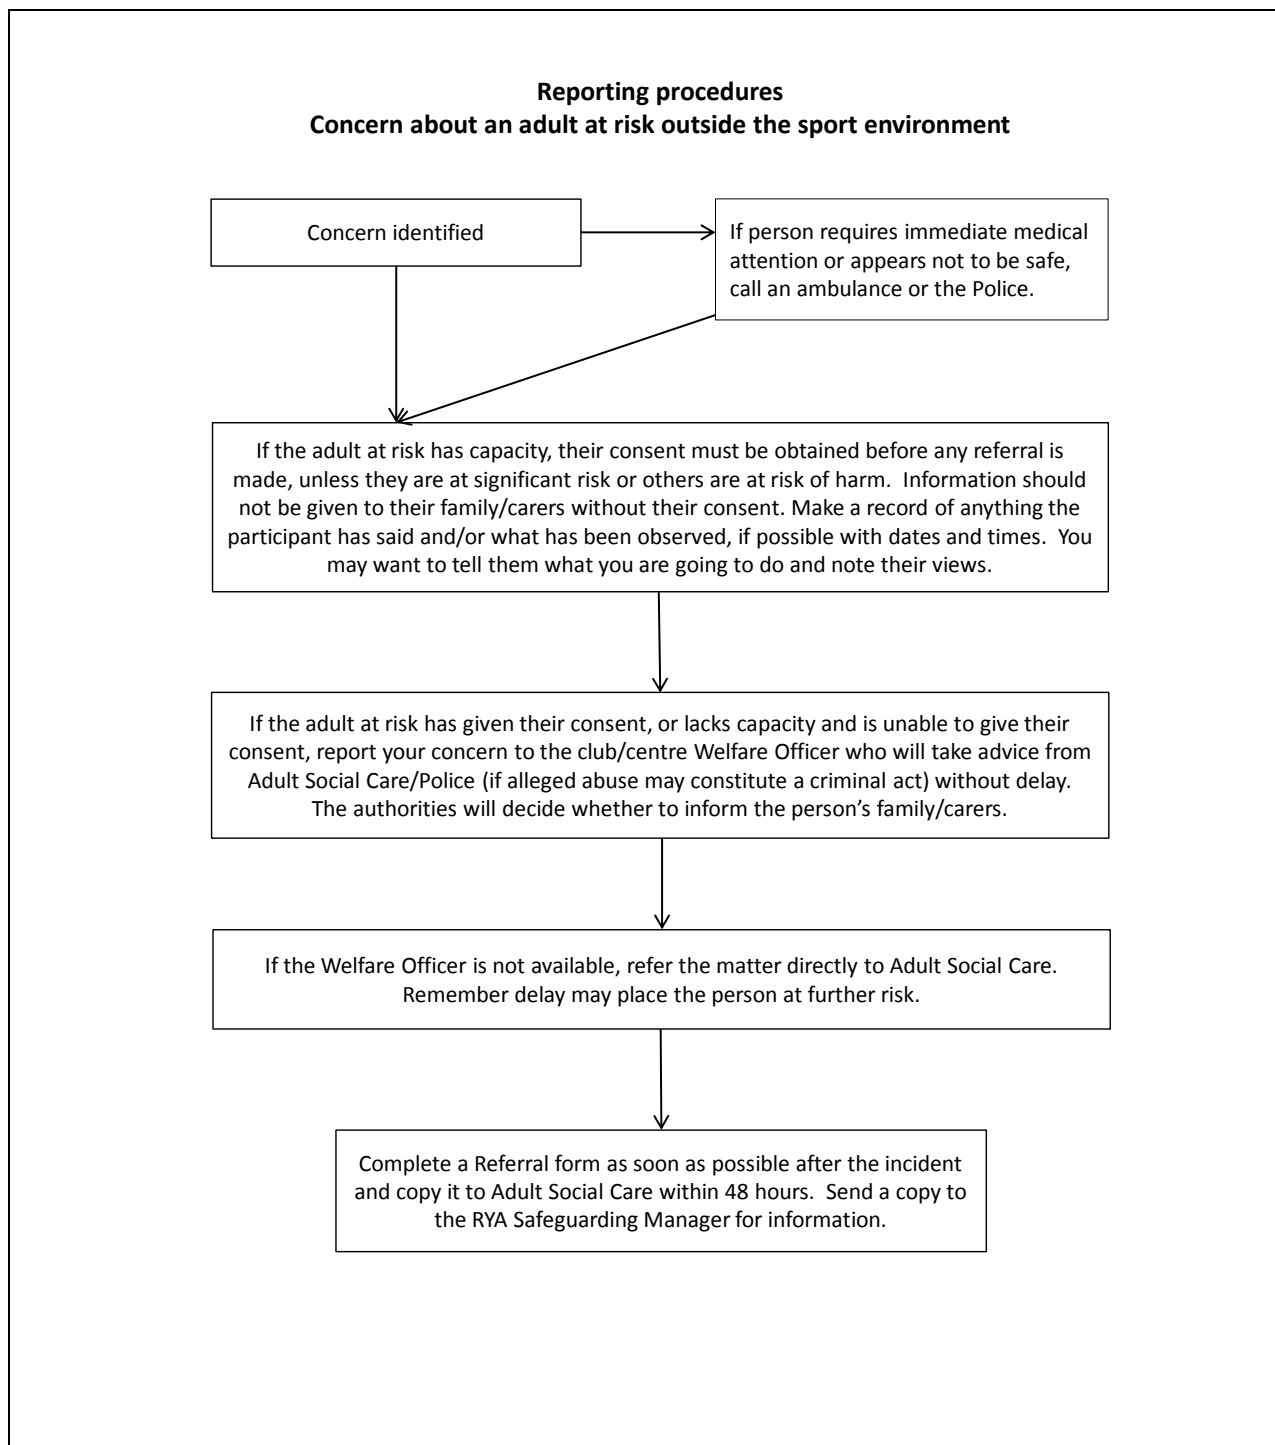 Reporting procedures
Concern about an adult at risk outside the sport environment
Concern identified
If person requires immediate medical
attention or appears not to be safe,
call an ambulance or the Police.
If the adult at risk has capacity, their consent must be obtained before any referral is
made, unless they are at significant risk or others are at risk of harm.  Information should
not be given to their family/carers without their consent. Make a record of anything the
participant has said and/or what has been observed, if possible with dates and times.  You
may want to tell them what you are going to do and note their views.
If the adult at risk has given their consent, or lacks capacity and is unable to give their
consent, report your concern to the club/centre Welfare Officer who will take advice from
Adult Social Care/Police (if alleged abuse may constitute a criminal act) without delay.
The authorities will decide whether to inform the person’s family/carers.
If the Welfare Officer is not available, refer the matter directly to Adult Social Care.
Remember delay may place the person at further risk.
Complete a Referral form as soon as possible after the incident
and copy it to Adult Social Care within 48 hours.  Send a copy to
the RYA Safeguarding Manager for information.